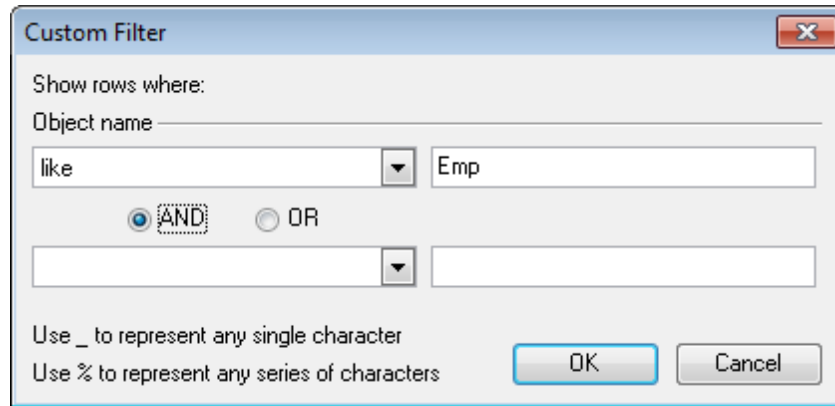 Custom Filter
Show rows where:
Object name
like Emp
AND OR
Use _ to represent any single character
Use % to represent any series of characters
OK Cancel